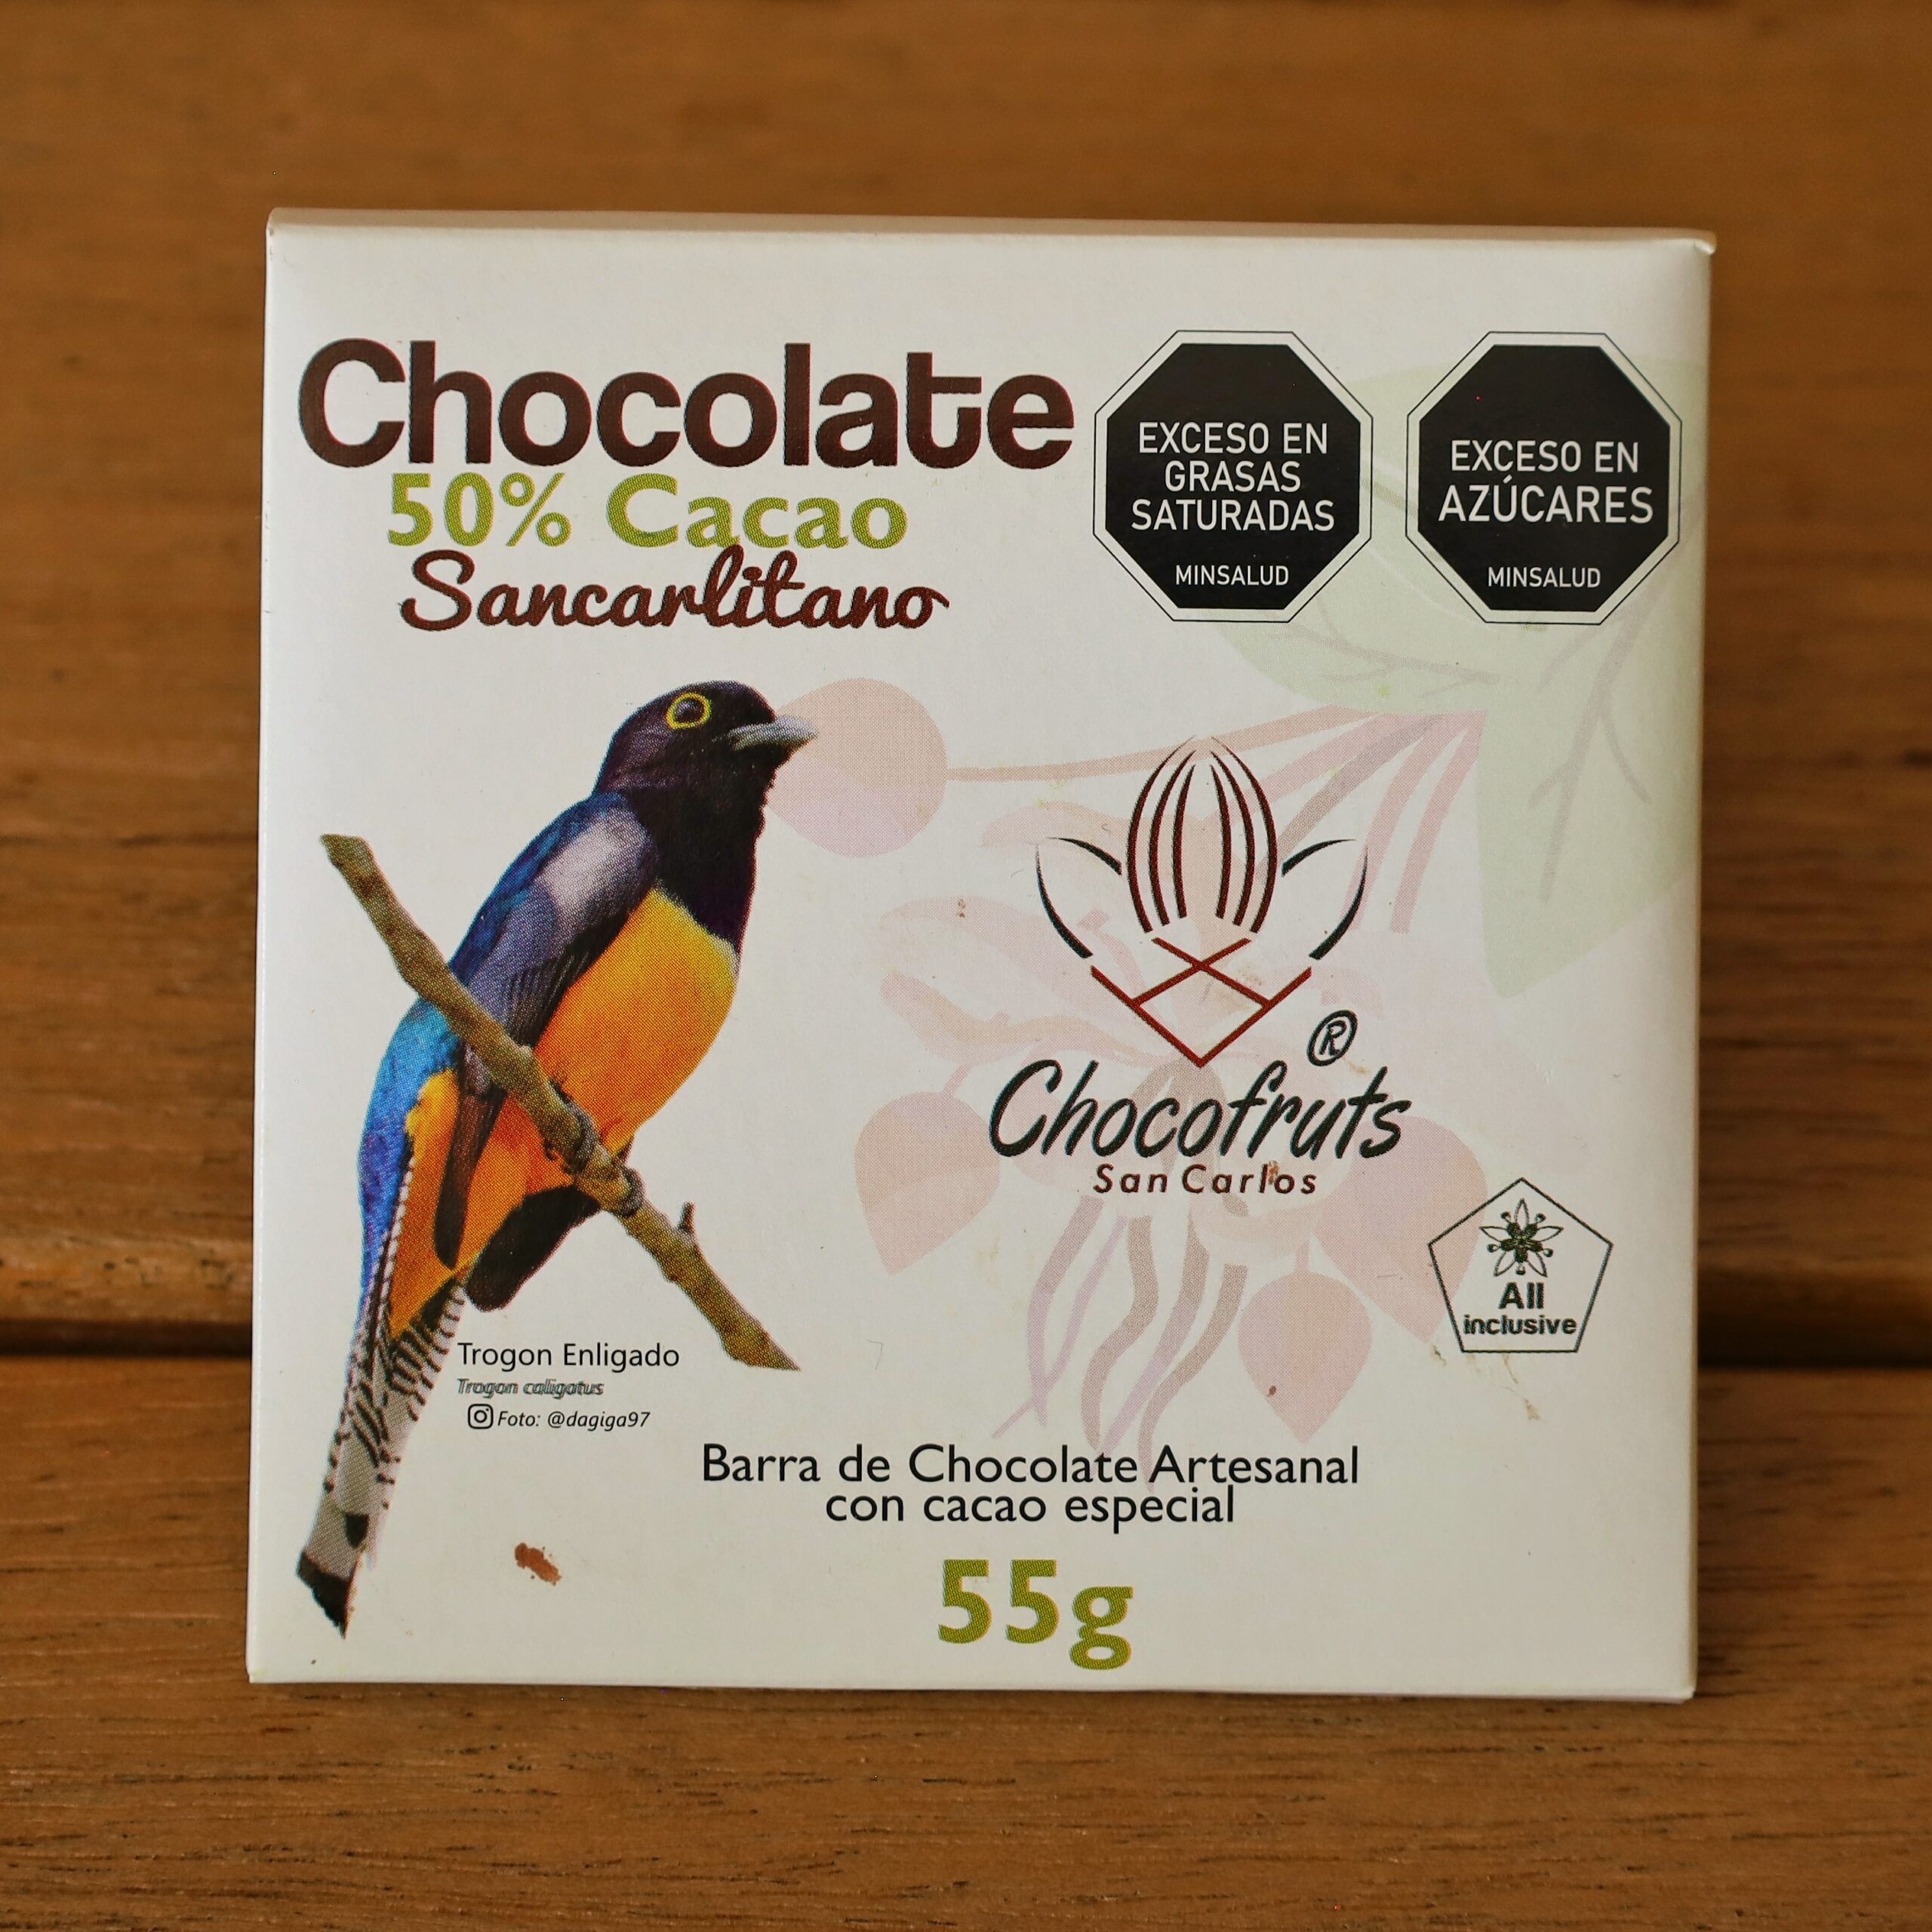 Chocolate
50% Cacao
Sancarlitano
EXCESO EN
GRASAS
SATURADAS
MINSALUD
EXCESO EN
AZÚCARES
MINSALUD
®
Chocofruts
San Carlos
All
inclusive
Trogon Enligado
Trogon caligatus
Foto: @dagiga97
Barra de Chocolate Artesanal
con cacao especial
55g